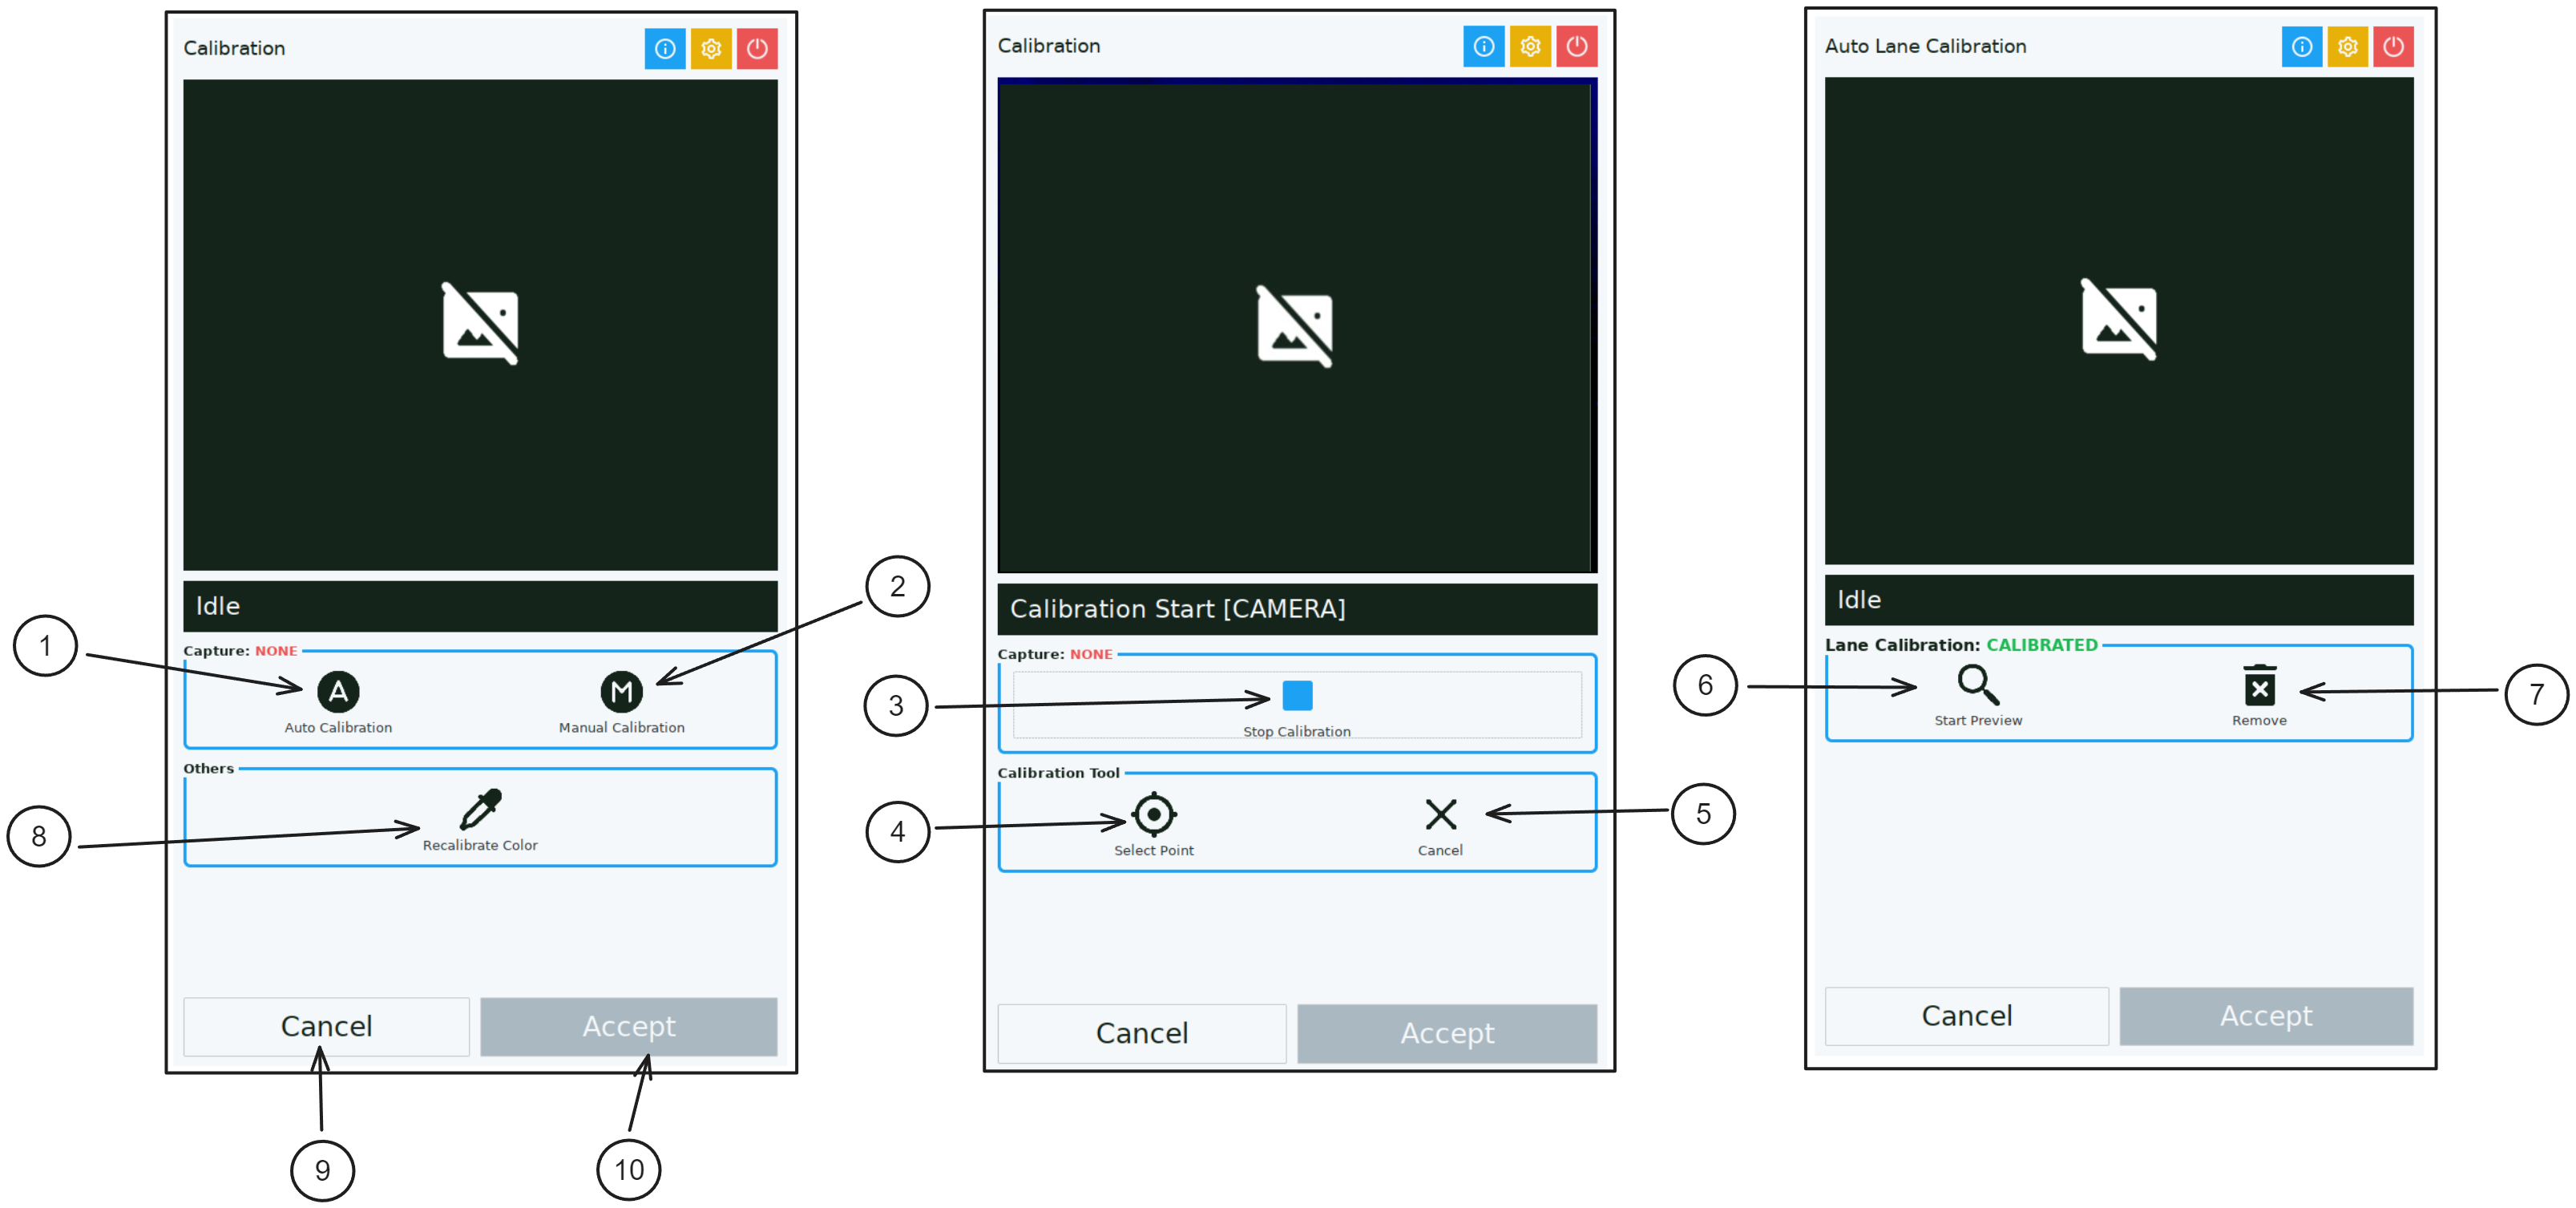 Calibration
Idle
Capture: NONE
A
Auto Calibration
M
Manual Calibration
Others
Recalibrate Color
Cancel
Accept
1
8
9
10
2
Calibration
Calibration Start [CAMERA]
Capture: NONE
Stop Calibration
Calibration Tool
Select Point
Cancel
Cancel
Accept
3
4
5
Auto Lane Calibration
Idle
Lane Calibration: CALIBRATED
Start Preview
Remove
Cancel
Accept
6
7